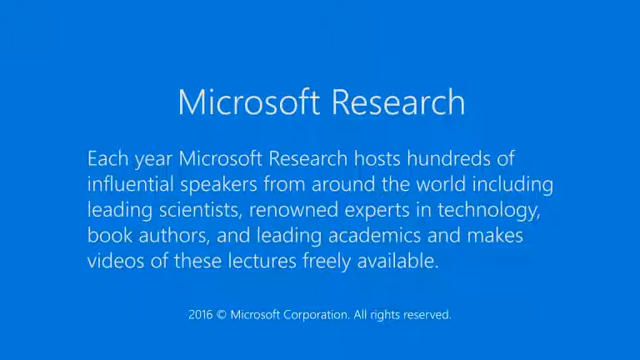 Microsoft Research
Each year Microsoft Research hosts hundreds of
influential speakers from around the world including
leading scientists, renowned experts in technology,
book authors, and leading academics and makes
videos of these lectures freely available.
2016 © Microsoft Corporation. All rights reserved.